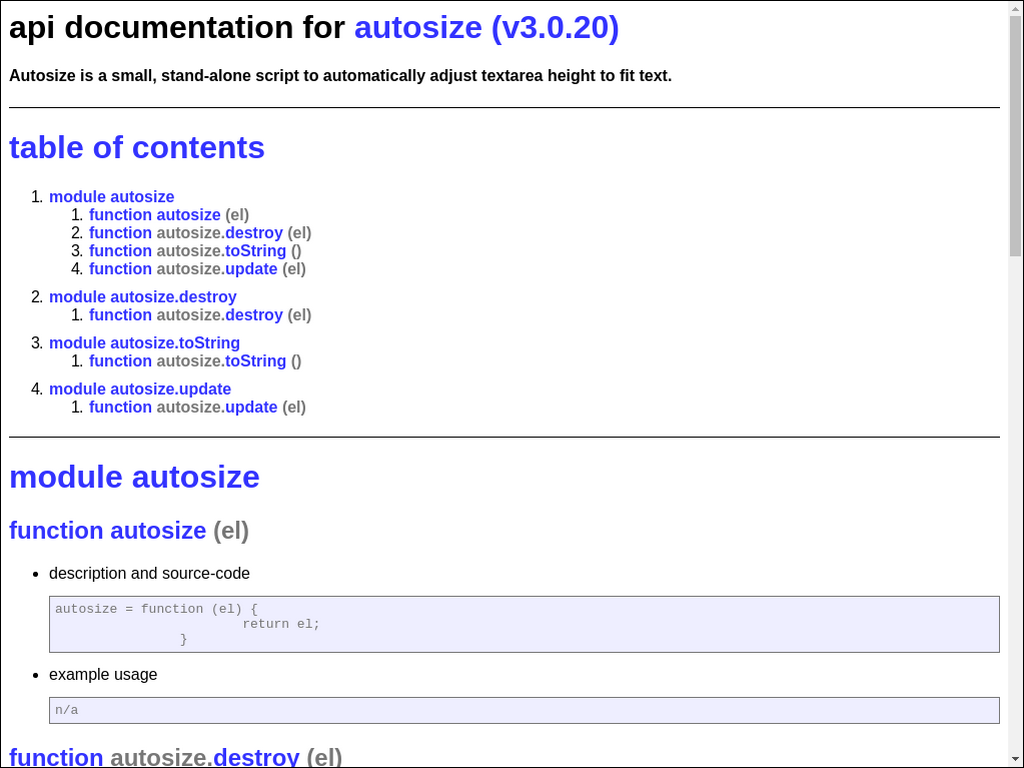 api documentation for autosize (v3.0.20)
Autosize is a small, stand-alone script to automatically adjust textarea height to fit text.
table of contents
1. module autosize
1. function autosize (el)
2. function autosize.destroy (el)
3. function autosize.toString ()
4. function autosize.update (el)
2. module autosize.destroy
1. function autosize.destroy (el)
3. module autosize.toString
1. function autosize.toString ()
4. module autosize.update
1. function autosize.update (el)
module autosize
function autosize (el)
• description and source-code
autosize = function (el) {
return el;
}
• example usage
n/a
function autosize.destroy (el)